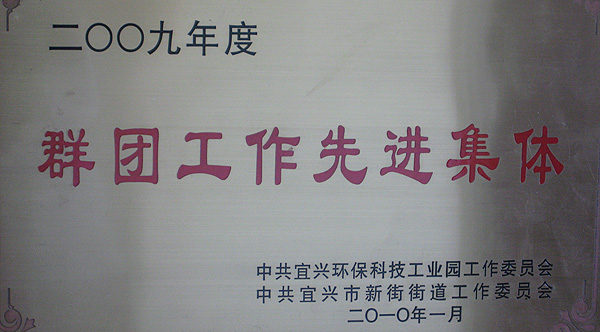 二〇〇九年度
群团工作先进集体
中共宜兴环保科技工业园工作委员会
中共宜兴市新街街道工作委员会
二〇一〇年一月